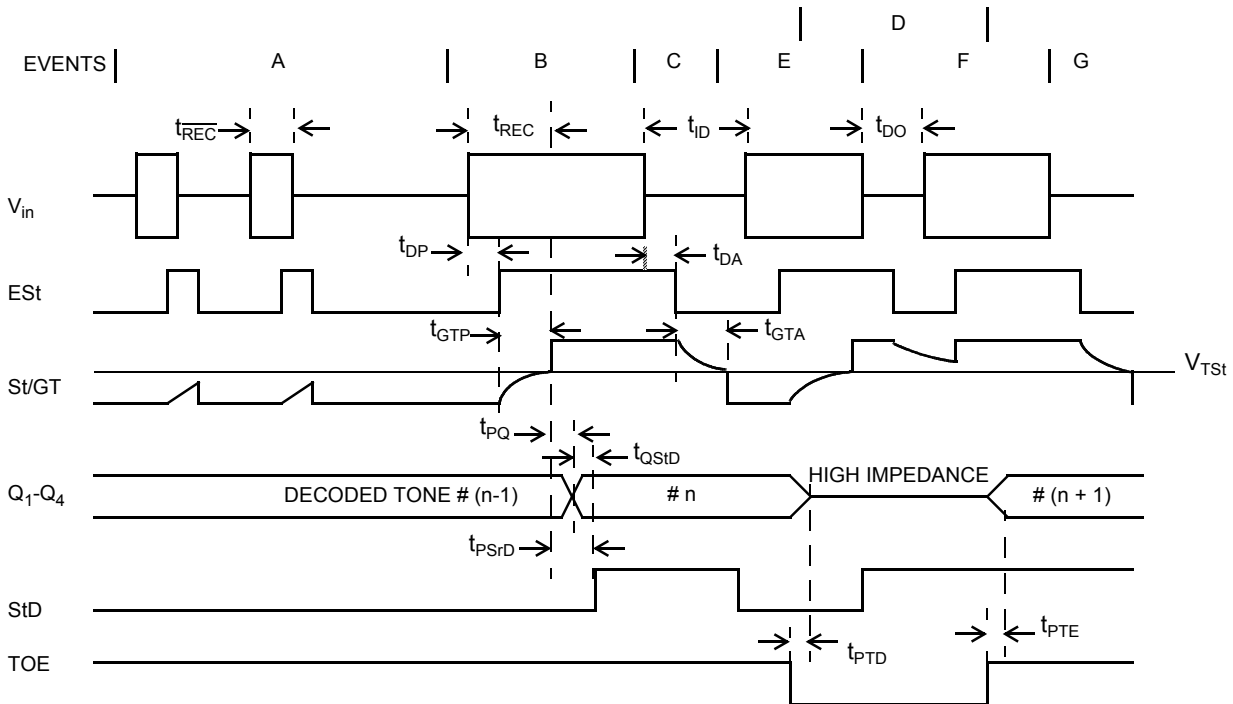 D
EVENTS A B C E F G
tREC tREC tID tDO
Vin
tDP tDA
ESt
tGTP tGTA
VTSt
St/GT
tPQ
tQStD
HIGH IMPEDANCE
Q1-Q4 DECODED TONE # (n-1) # n # (n + 1)
tPSrD
StD
tPTE
tPTD
TOE